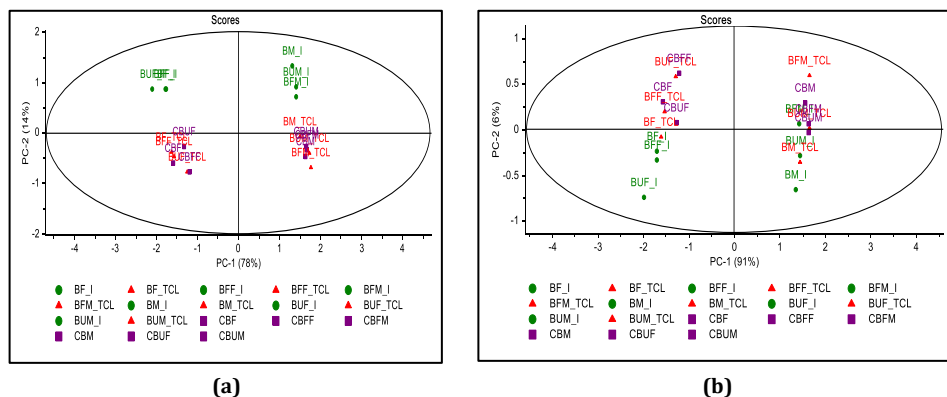 Scores
2
1
0
-1
-2
PC-2 (14%)
BM_I
BUM_I
BFM_I
BM_TCL
CBUF
CBF
-4 -3 -2 -1 0 1 2 3 4
PC-1 (78%)
BF_I BF_TCL BFF_I BFF_TCL BFM_I
BFM_TCL BM_I BM_TCL BUF_I BUF_TCL
BUM_I BUM_TCL CBF CBFF CBFM
CBM CBUF CBUM
(a)
Scores
1
0.5
0
-0.5
-1
PC-2 (6%)
CBFF
BUF_TCL
BFM_TCL
CBF
BFF_TCL
CBM
CBUF
BF_TCL
CBFM
CBUM
BF_I
BFF_I
BUM_I
BM_TCL
BM_I
BUF_I
-4 -3 -2 -1 0 1 2 3 4
PC-1 (91%)
BF_I BF_TCL BFF_I BFF_TCL BFM_I
BFM_TCL BM_I BM_TCL BUF_I BUF_TCL
BUM_I BUM_TCL CBF CBFF CBFM
CBM CBUF CBUM
(b)